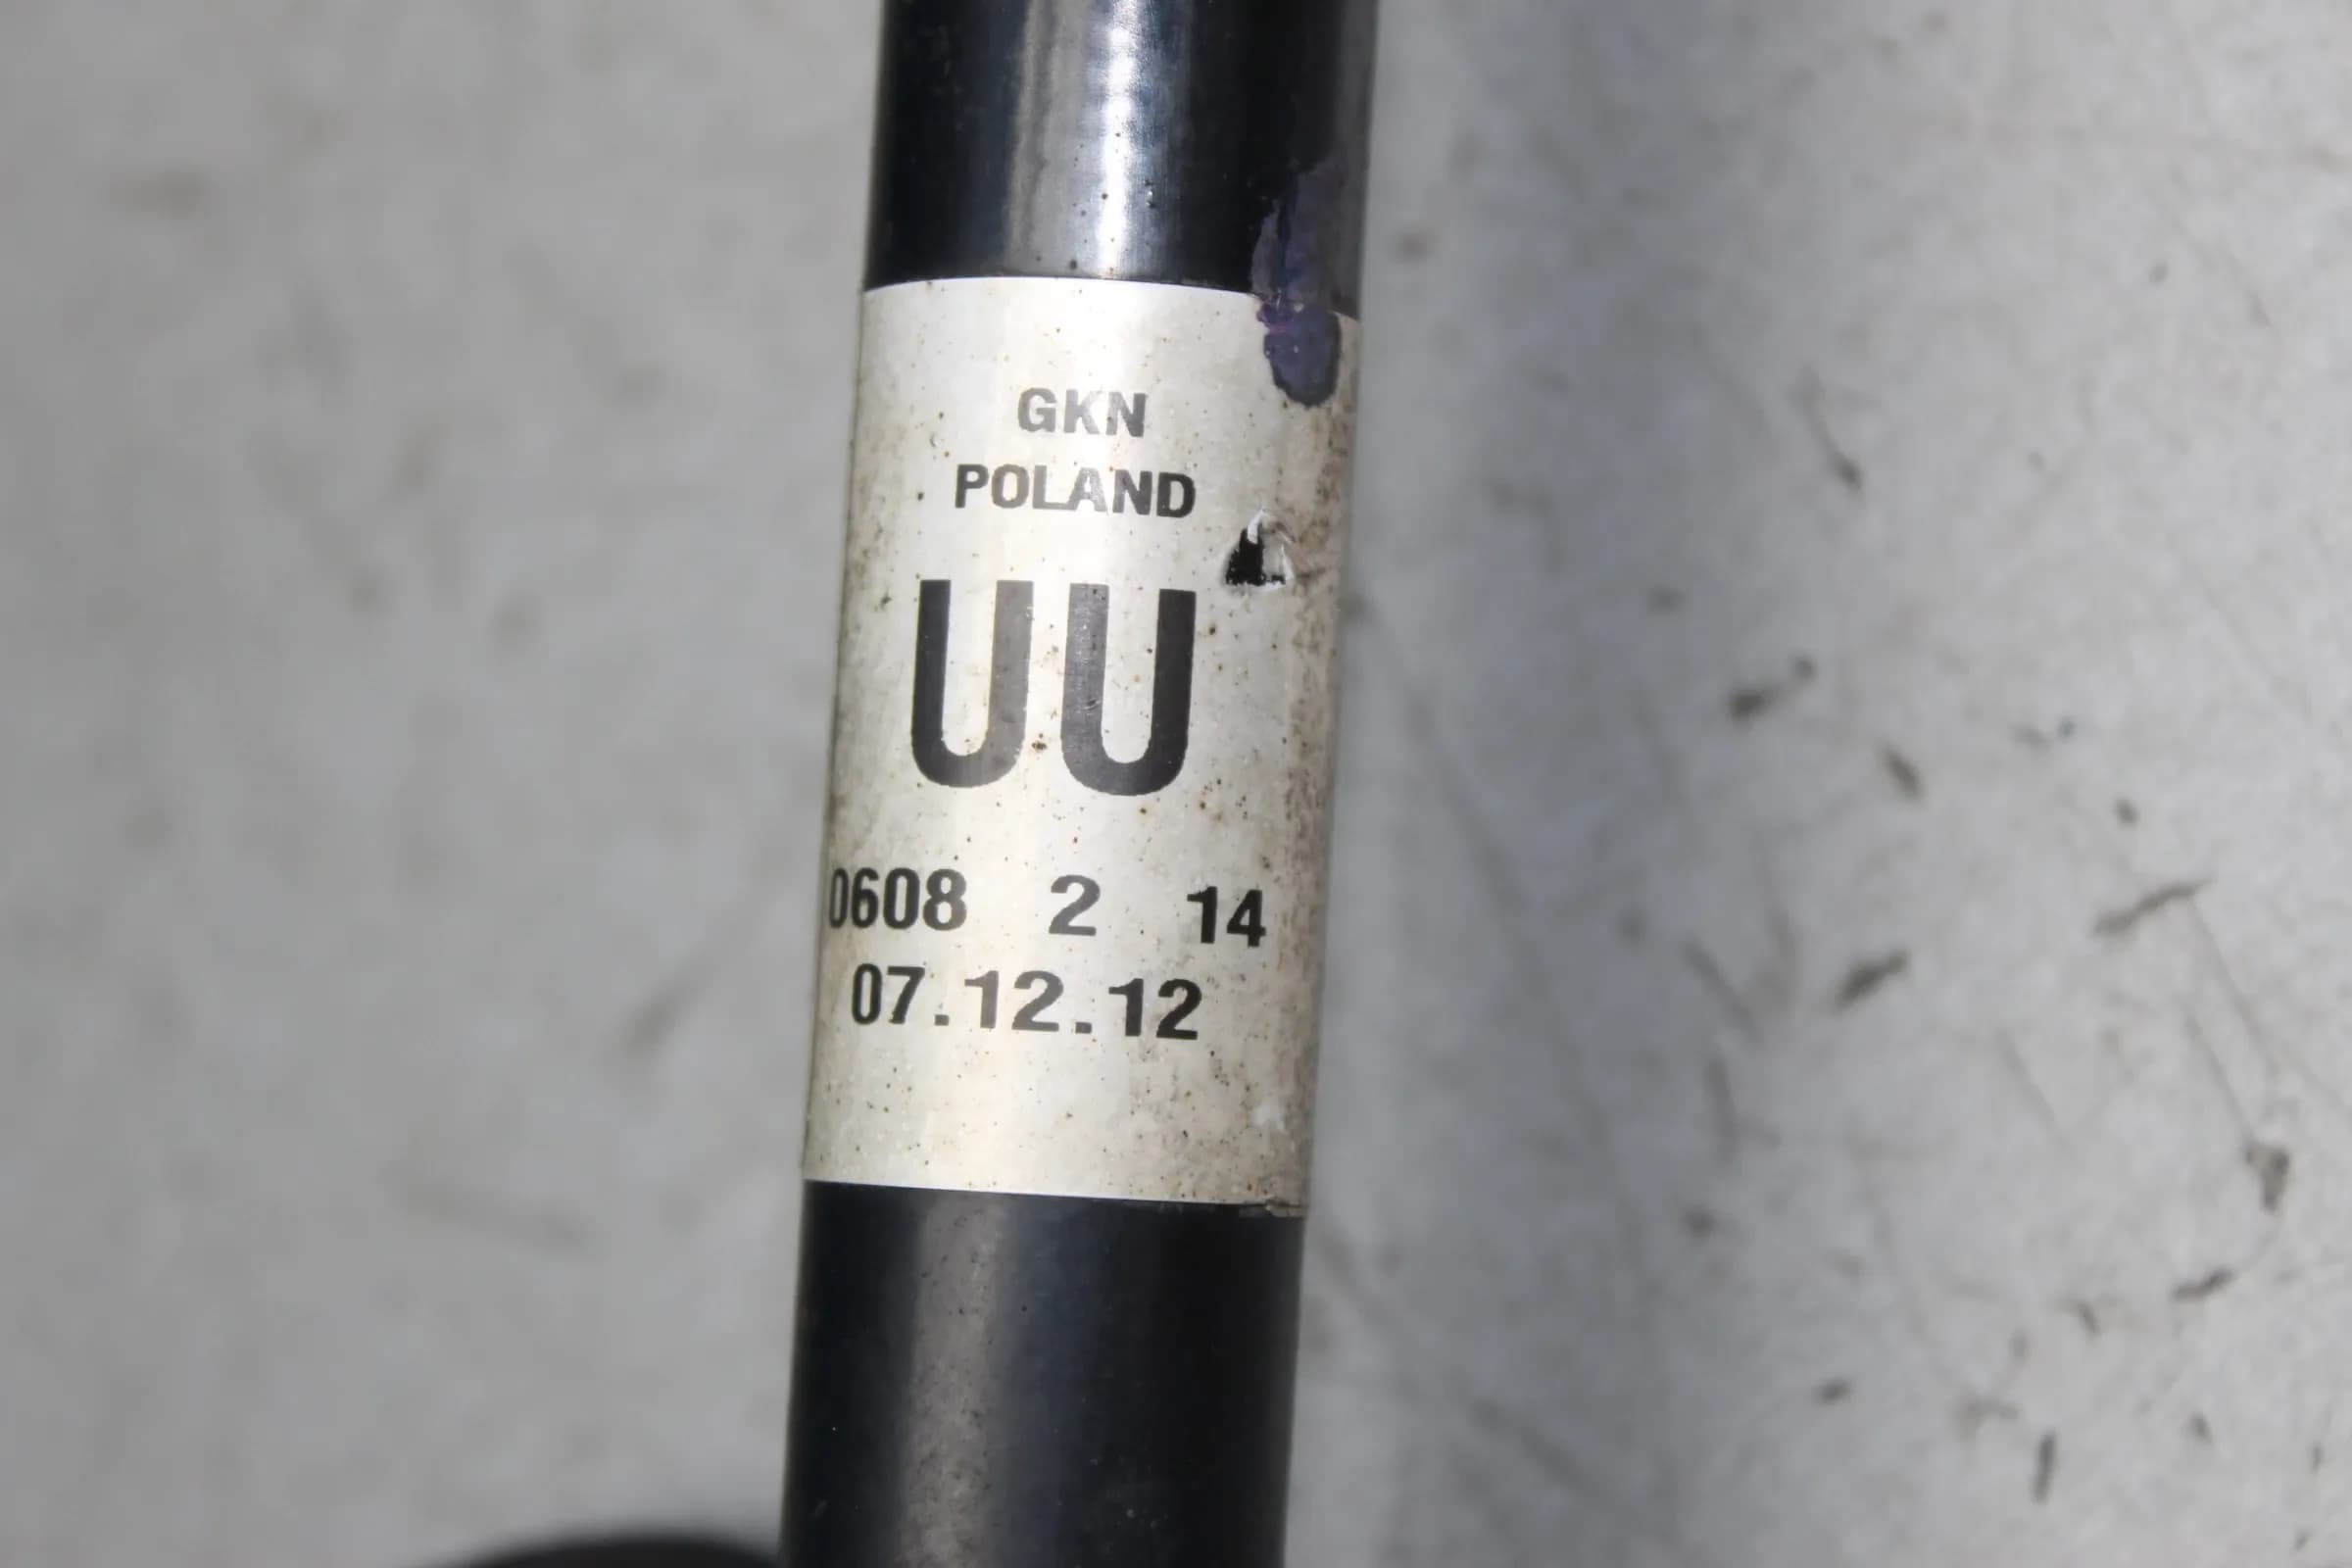 GKN
POLAND
UU
0608 2 14
07.12.12